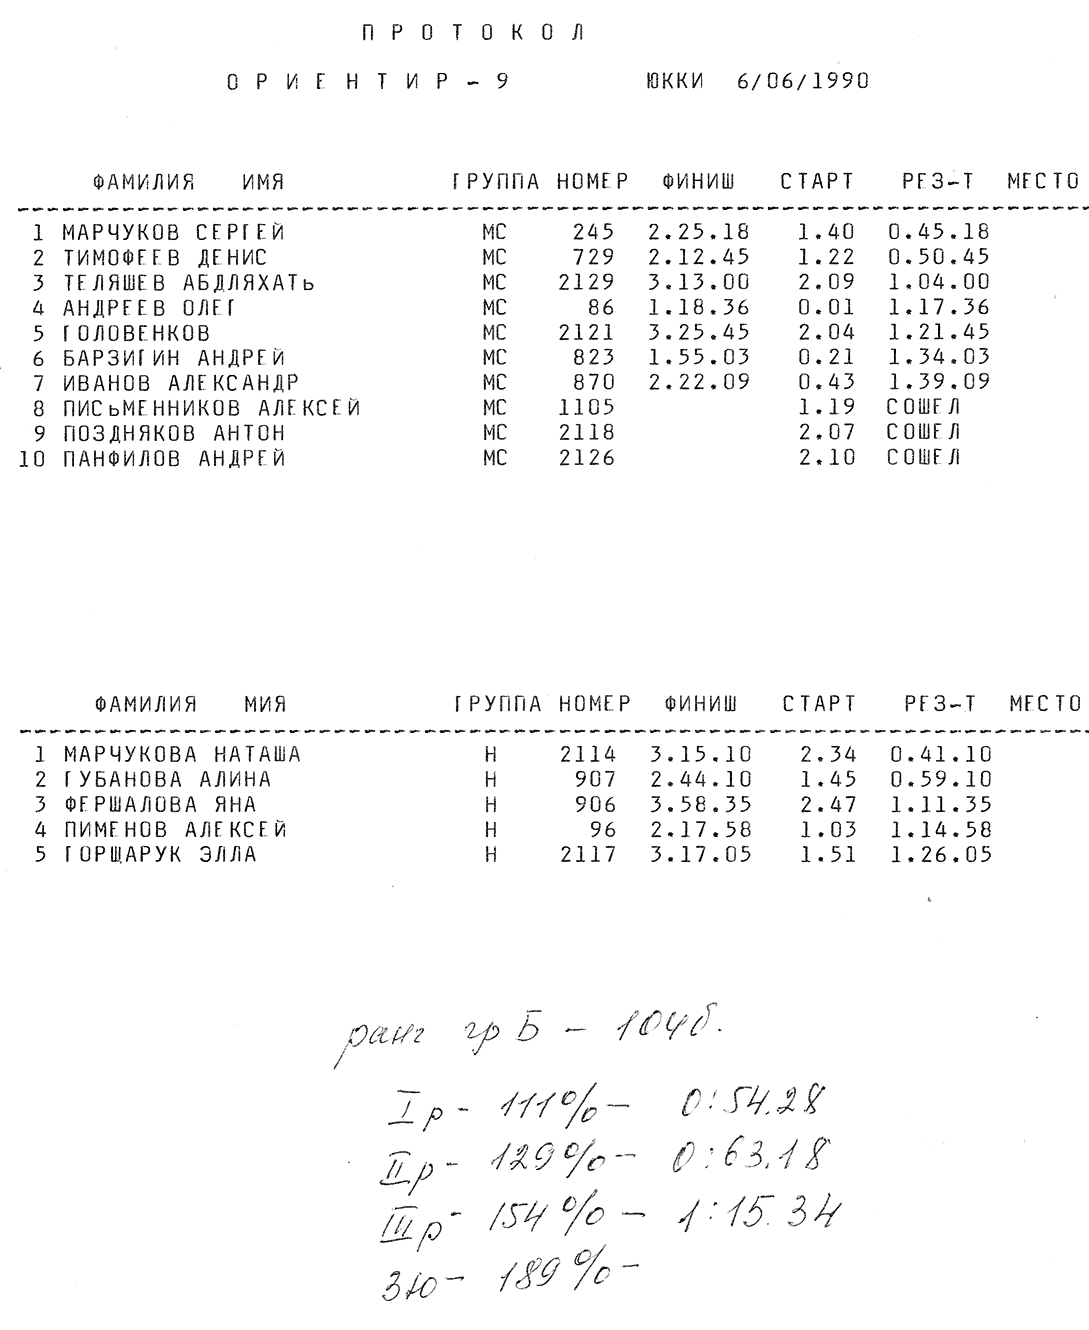 ПРОТОКОЛ
ОРИЕНТИР-9 ЮККИ 6/06/1990
ФАМИЛИЯ ИМЯ ГРУППА НОМЕР ФИНИШ СТАРТ РЕЗ-Т МЕСТО
1 МАРЧУКОВ СЕРГЕЙ МС 245 2.25.18 1.40 0.45.18
2 ТИМОФЕЕВ ДЕНИС МС 729 2.12.45 1.22 0.50.45
3 ТЕЛЯШЕВ АБДЛЯХАТЬ МС 2129 3.13.00 2.09 1.04.00
4 АНДРЕЕВ ОЛЕГ МС 86 1.18.36 0.01 1.17.36
5 ГОЛОВЕНКОВ МС 2121 3.25.45 2.04 1.21.45
6 БАРЗИГИН АНДРЕЙ МС 823 1.55.03 0.21 1.34.03
7 ИВАНОВ АЛЕКСАНДР МС 870 2.22.09 0.43 1.39.09
8 ПИСЬМЕННИКОВ АЛЕКСЕЙ МС 1105 1.19 СОШЕЛ
9 ПОЗДНЯКОВ АНТОН МС 2118 2.07 СОШЕЛ
10 ПАНФИЛОВ АНДРЕЙ МС 2126 2.10 СОШЕЛ
ФАМИЛИЯ МИЯ ГРУППА НОМЕР ФИНИШ СТАРТ РЕЗ-Т МЕСТО
1 МАРЧУКОВА НАТАША Н 2114 3.15.10 2.34 0.41.10
2 ГУБАНОВА АЛИНА Н 907 2.44.10 1.45 0.59.10
3 ФЕРШАЛОВА ЯНА Н 906 3.58.35 2.47 1.11.35
4 ПИМЕНОВ АЛЕКСЕЙ Н 96 2.17.58 1.03 1.14.58
5 ГОРЩАРУК ЭЛЛА Н 2117 3.17.05 1.51 1.26.05
ранг гр Б - 104б.
I р - 111% - 0:54.28
II р - 129% - 0:63.18
III р - 154% - 1:15.34
3ю - 189% -